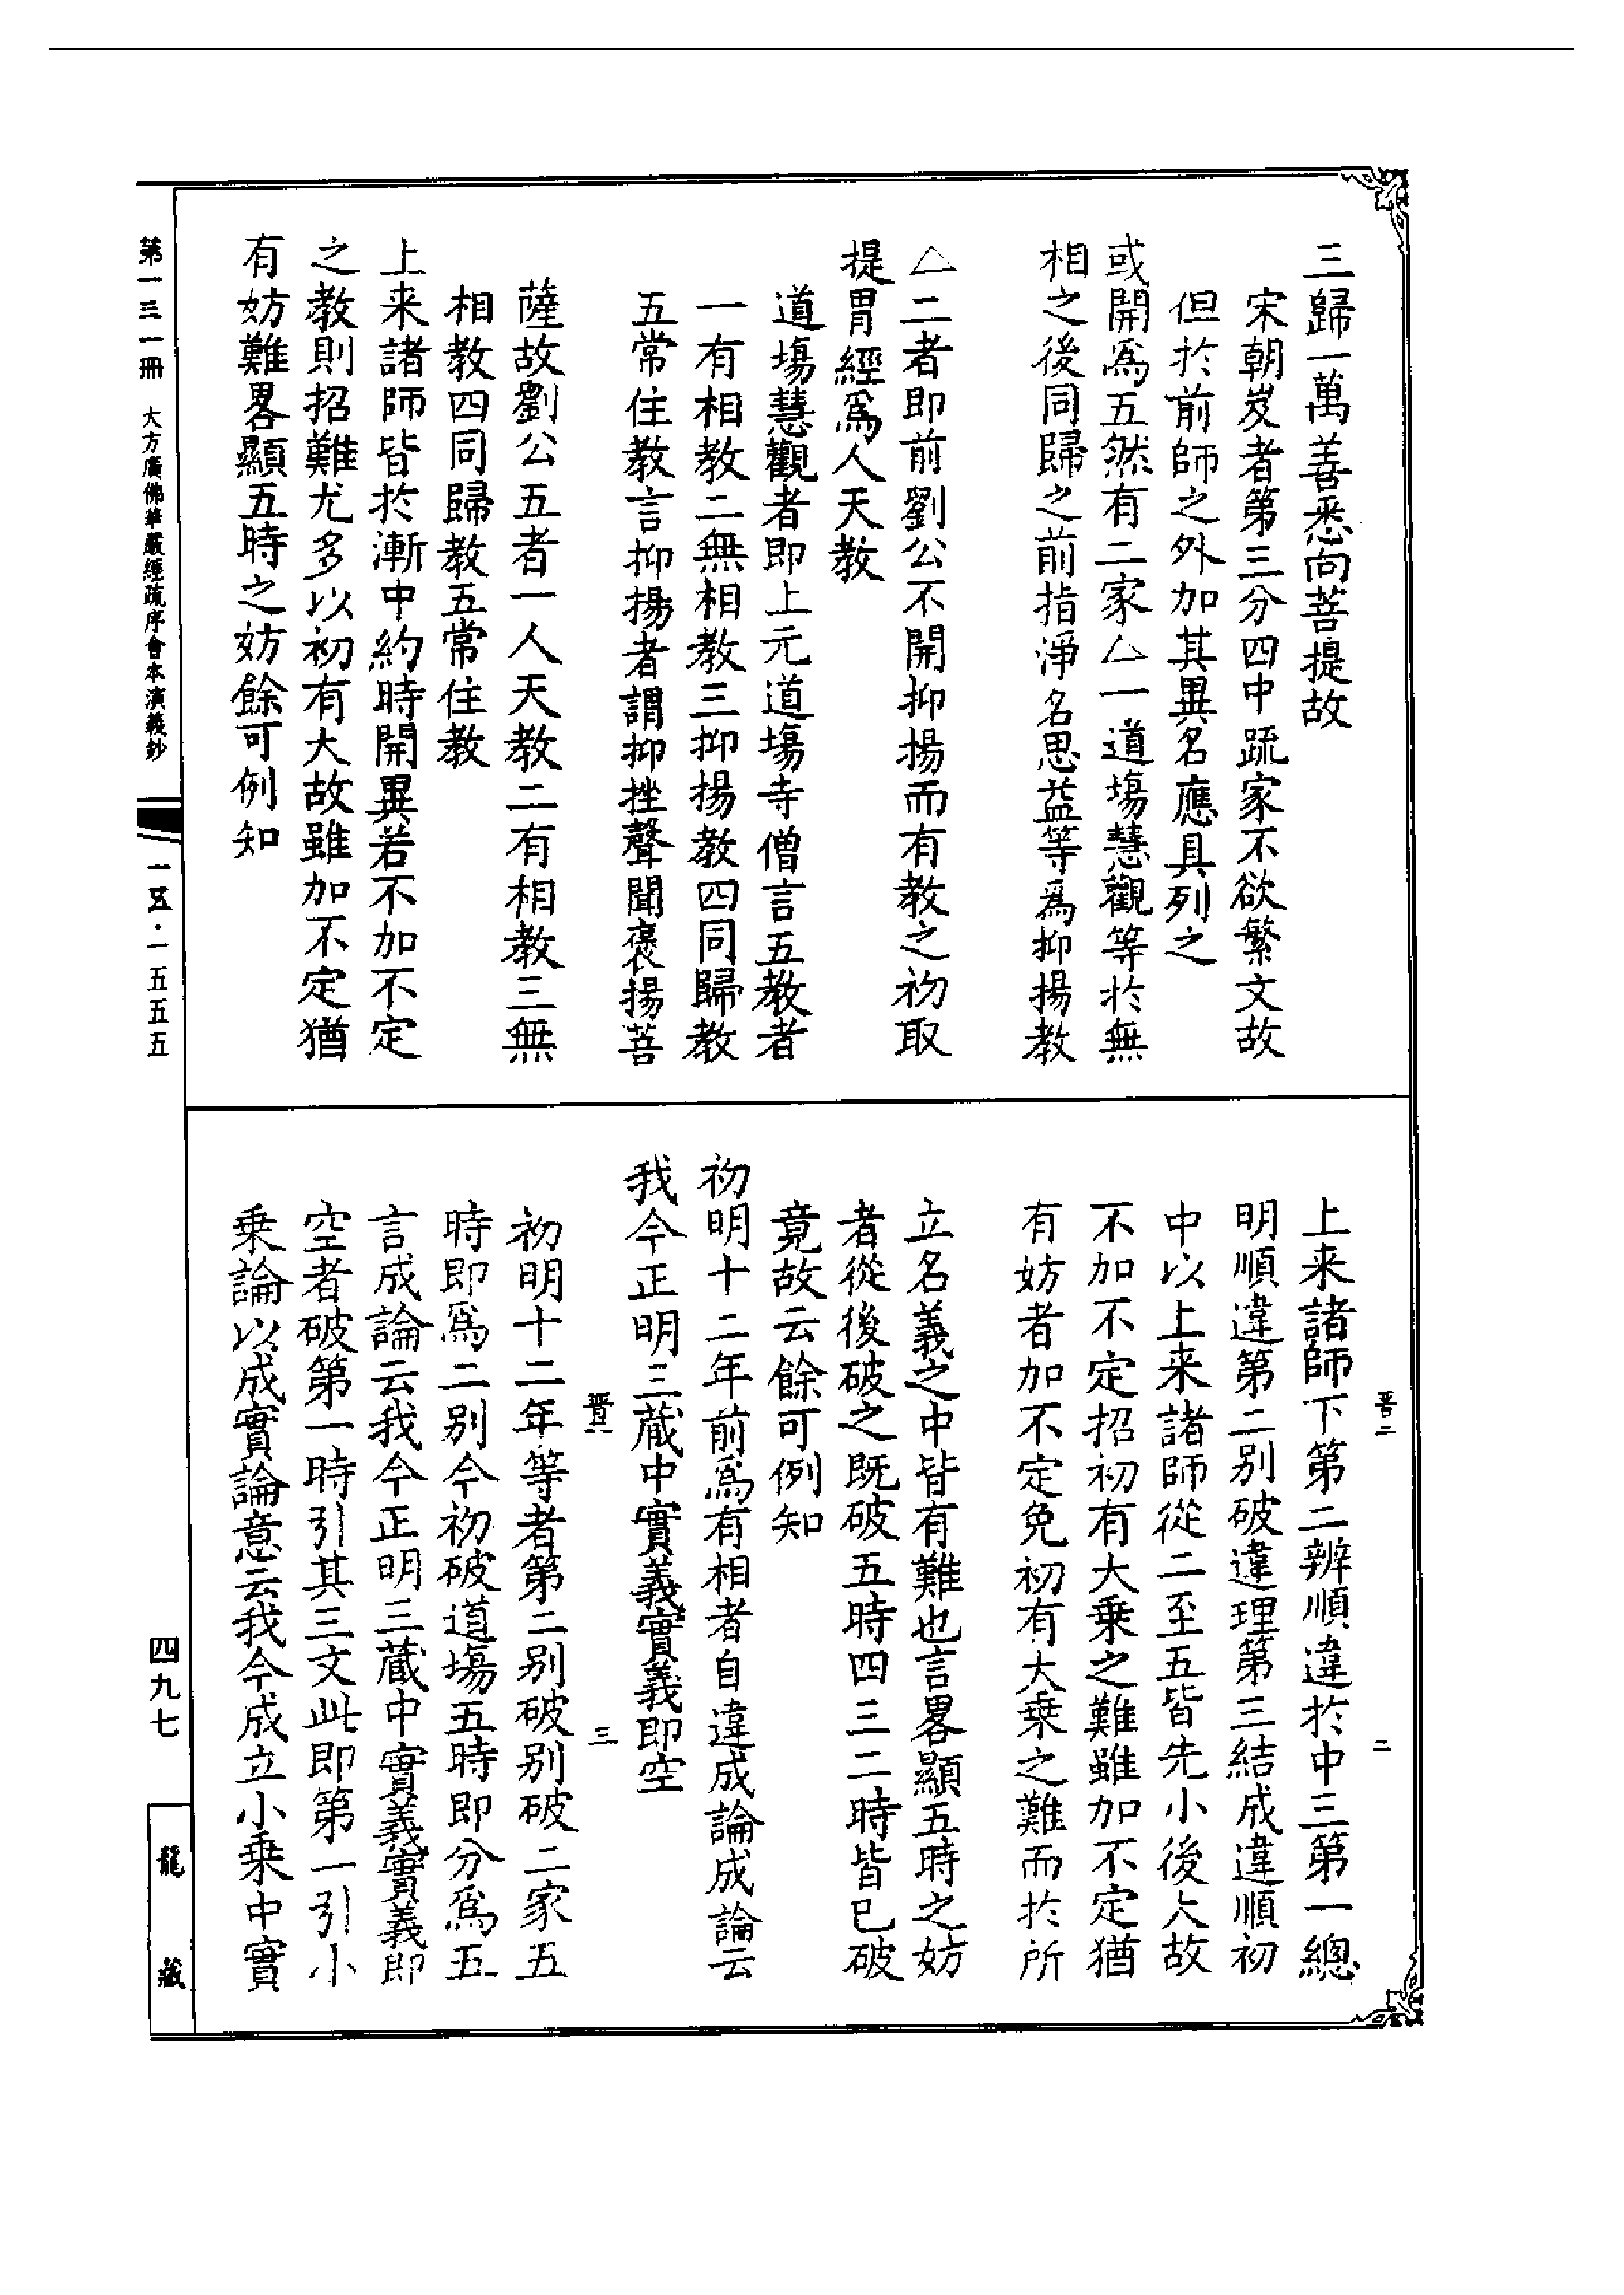 三歸一萬善悉向菩提故
宋朝岌者第三分四中疏家不欲繁文故
但於前師之外加其異名應具列之
或開爲五然有二家△一道場慧觀等於無
相之後同歸之前指淨名思益等爲抑揚教
△二者即前劉公不開抑揚而有教之初取
提胃經爲人天教
道場慧觀者即上元道場寺僧言五教者
一有相教二無相教三抑揚教四同歸教
五常住教言抑揚者謂抑挫聲聞褒揚菩
薩故劉公五者一人天教二有相教三無
相教四同歸教五常住教
上来諸師皆於漸中約時開異若不加不定
之教則招難尤多以初有大故雖加不定猶
有妨難畧顯五時之妨餘可例知
第一三一冊 大方廣佛華嚴經疏序會本演義鈔
一五·一五五五
晋二
二
上来諸師下第二辨順違於中三第一總
明順違第二别破違理第三結成違順初
中以上来諸師從二至五皆先小後大故
不加不定招初有大乗之難雖加不定猶
有妨者加不定免初有大乗之難而於所
立名義之中皆有難也言畧顯五時之妨
者從後破之既破五時四三二時皆已破
竟故云餘可例知
初明十二年前爲有相者自違成論成論云
我今正明三蔵中實義實義即空
晋二
三
初明十二年等者第二别破别破二家五
時即爲二别今初破道場五時即分爲五
言成論云我今正明三蔵中實義實義即
空者破第一時引其三文此即第一引小
乗論以成實論意云我今成立小乗中實
四九七
龍藏